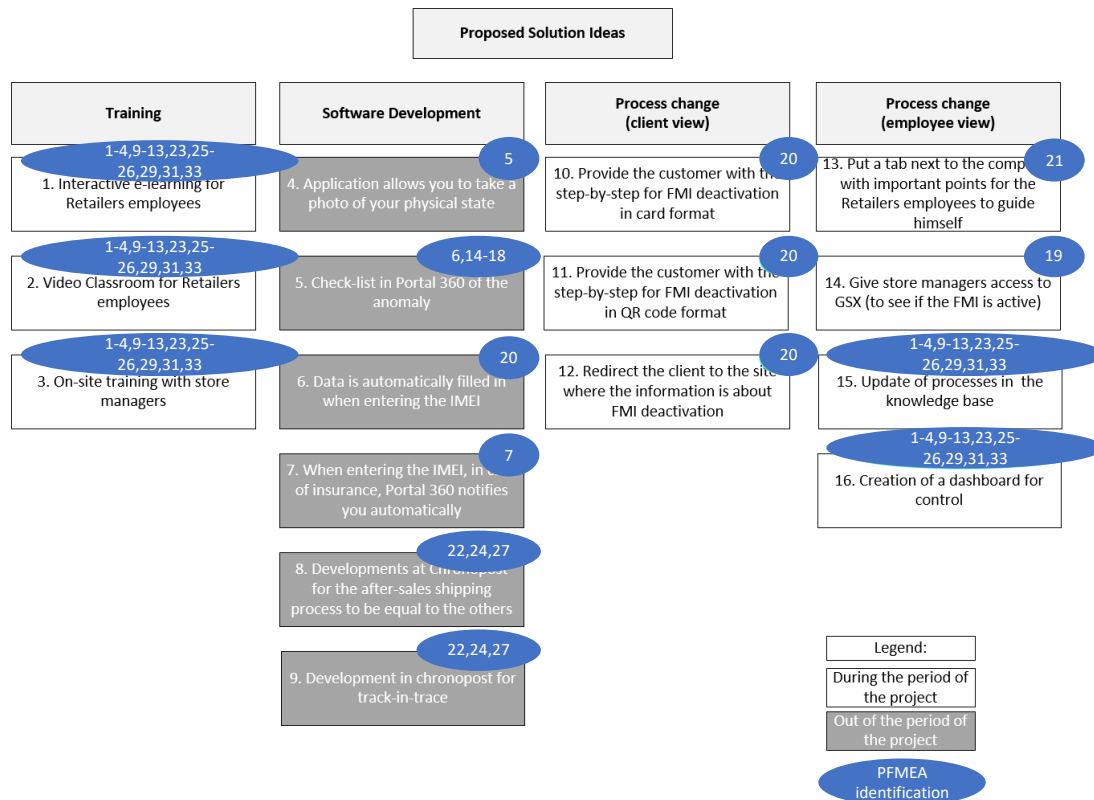 Proposed Solution Ideas
Training
1-4,9-13,23,25-
26,29,31,33
1. Interactive e-learning for
Retailers employees
1-4,9-13,23,25-
26,29,31,33
2. Video Classroom for Retailers
employees
1-4,9-13,23,25-
26,29,31,33
3. On-site training with store
managers
Software Development
5
4. Application allows you to take a
photo of your physical state
6,14-18
5. Check-list in Portal 360 of the
anomaly
20
6. Data is automatically filled in
when entering the IMEI
7
7. When entering the IMEI, in
of insurance, Portal 360 notifies
you automatically
22,24,27
8. Developments at Chronopost
for the after-sales shipping
process to be equal to the others
22,24,27
9. Development in chronopost for
track-in-trace
Process change
(client view)
20
10. Provide the customer with the
step-by-step for FMI deactivation
in card format
20
11. Provide the customer with the
step-by-step for FMI deactivation
in QR code format
20
12. Redirect the client to the site
where the information is about
FMI deactivation
Process change
(employee view)
21
13. Put a tab next to the
with important points for the
Retailers employees to guide
himself
19
14. Give store managers access to
GSX (to see if the FMI is active)
1-4,9-13,23,25-
26,29,31,33
15. Update of processes in the
knowledge base
1-4,9-13,23,25-
26,29,31,33
16. Creation of a dashboard for
control
Legend:
During the period of
the project
Out of the period of
the project
PFMEA
identification